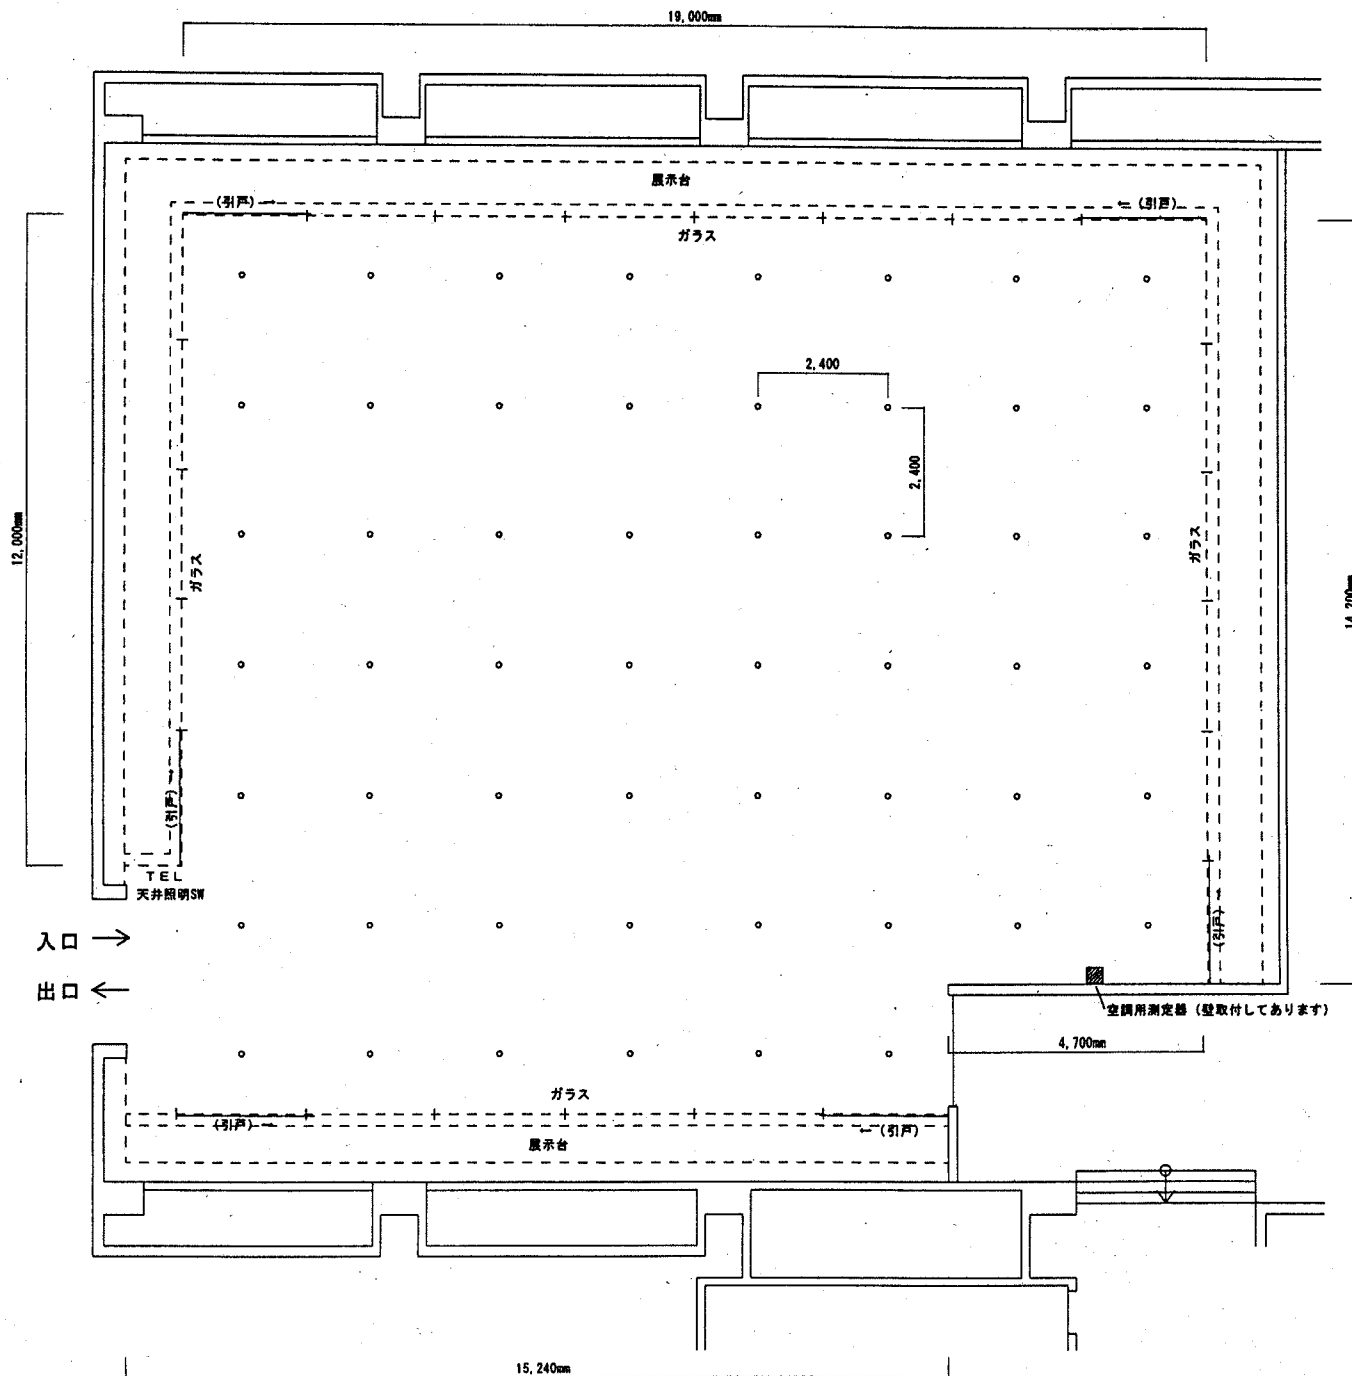 19,000mm
展示台
(引戸)→
←(引戸)
ガラス
2,400
2,400
12,000mm
ガラス
ガラス
14,200mm
(引戸)→
TEL
天井照明SW
入口 →
出口 ←
(引戸)→
空調用測定器(壁取付してあります)
4,700mm
ガラス
(引戸)→
←(引戸)
展示台
15,240mm